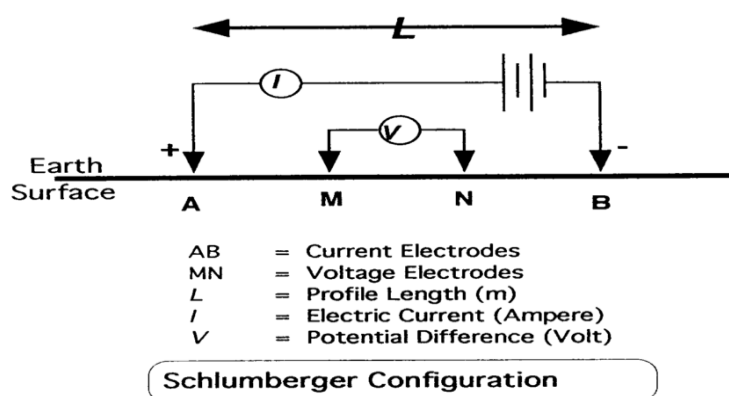 L
I
V
+
-
Earth
Surface
A M N B
AB = Current Electrodes
MN = Voltage Electrodes
L = Profile Length (m)
I = Electric Current (Ampere)
V = Potential Difference (Volt)
Schlumberger Configuration